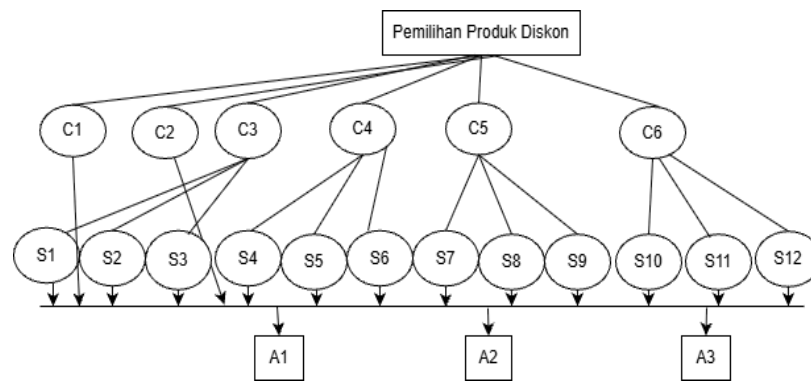 Pemilihan Produk Diskon
C1
C2
C3
C4
C5
C6
S1
S2
S3
S4
S5
S6
S7
S8
S9
S10
S11
S12
A1
A2
A3